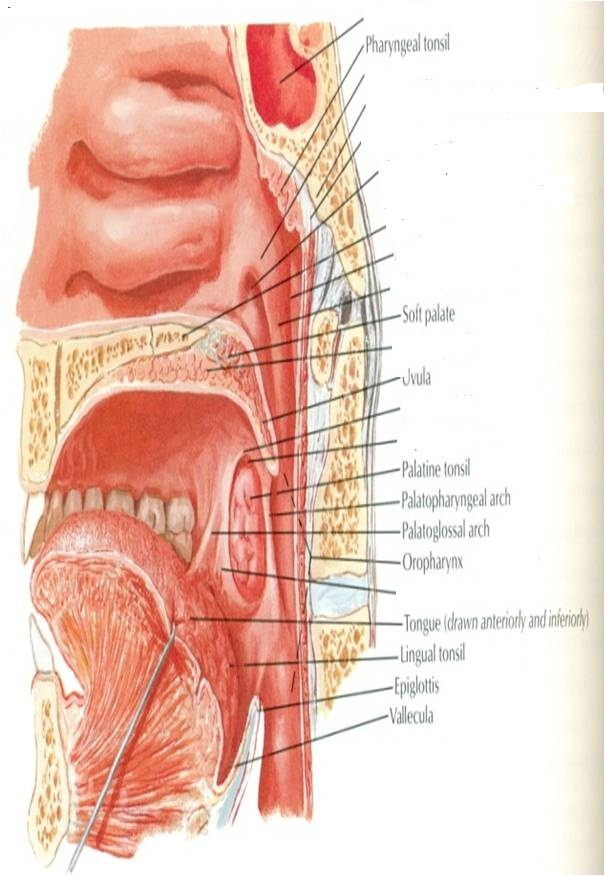 Pharyngeal tonsil
Soft palate
Uvula
Palatine tonsil
Palatopharyngeal arch
Palatoglossal arch
Oropharynx
Tongue (drawn anteriorly and inferiorly)
Lingual tonsil
Epiglottis
Vallecula